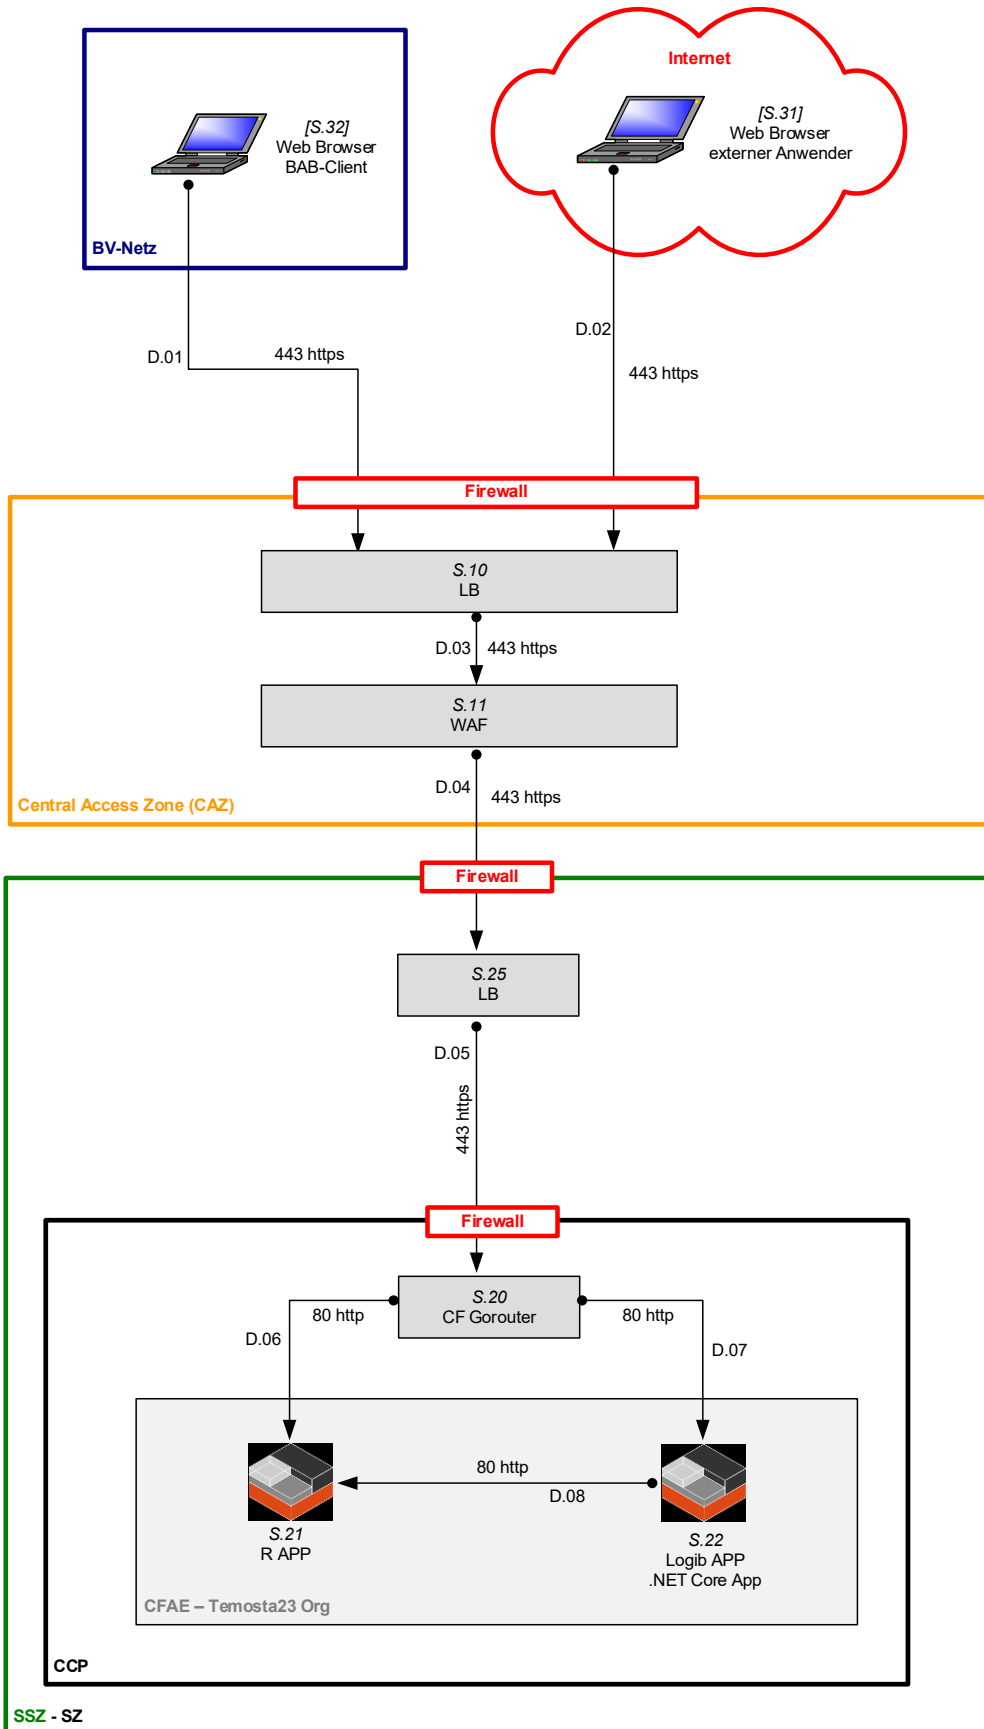 Internet
[S.32]
Web Browser
BAB-Client
[S.31]
Web Browser
externer Anwender
BV-Netz
D.01
443 https
D.02
443 https
Firewall
S.10
LB
D.03
443 https
S.11
WAF
D.04
443 https
Central Access Zone (CAZ)
Firewall
S.25
LB
D.05
443 https
Firewall
S.20
CF Gorouter
80 http
80 http
D.06
D.07
80 http
D.08
S.21
R APP
S.22
Logib APP
.NET Core App
CFAE – Temosta23 Org
CCP
SSZ - SZ